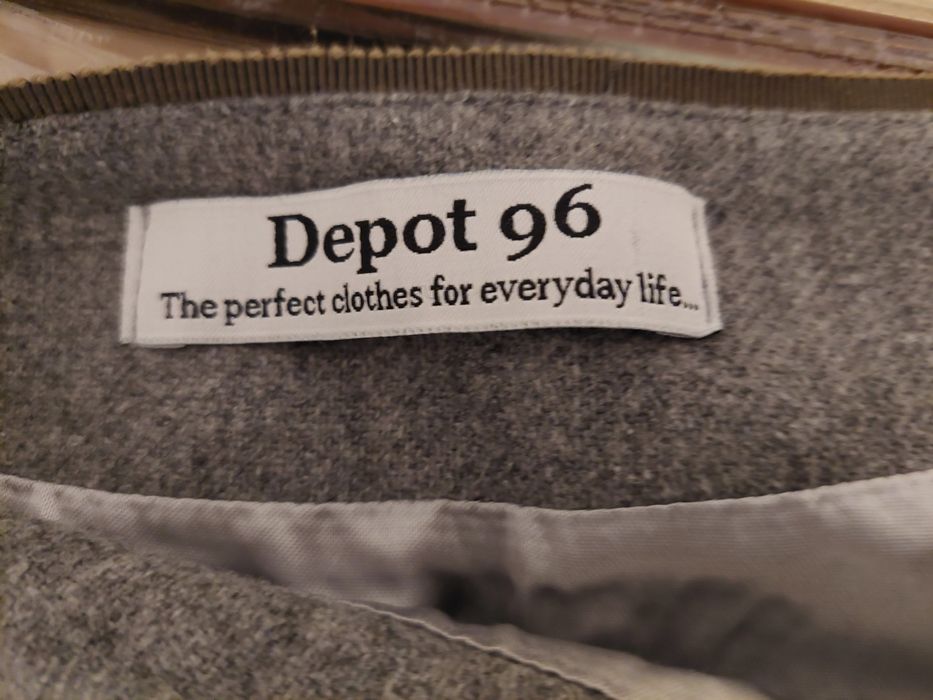 Depot 96
The perfect clothes for everyday life...